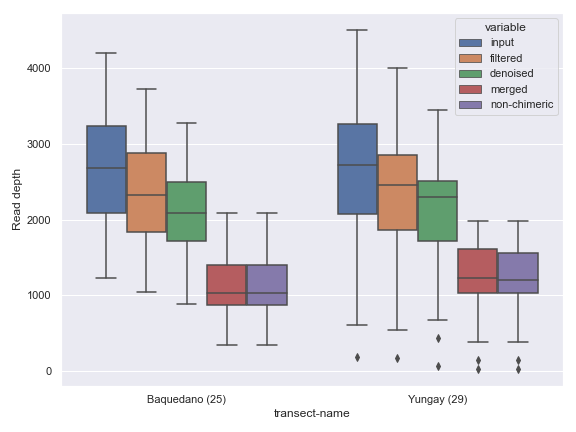 variable
input
filtered
denoised
merged
non-chimeric
Read depth
4000
3000
2000
1000
0
Baquedano (25)
Yungay (29)
transect-name